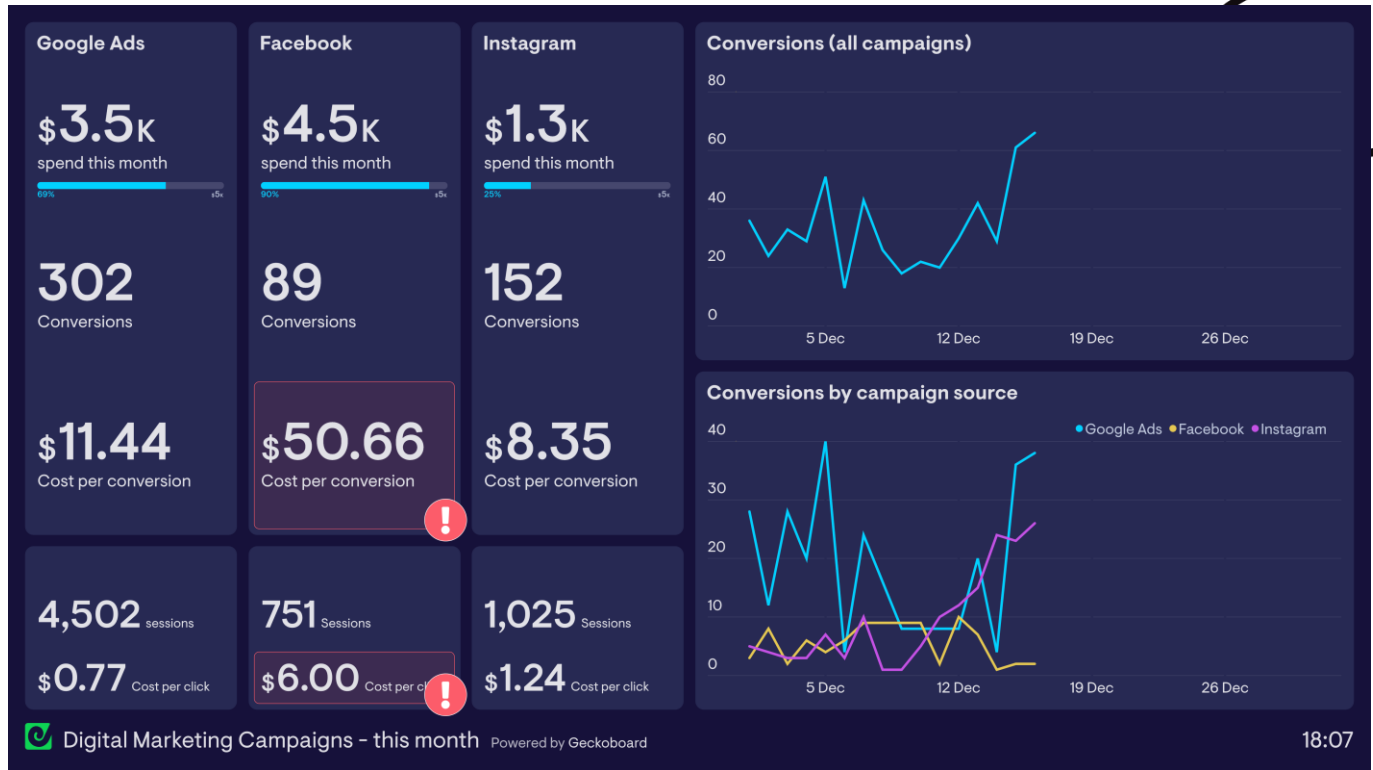 Google Ads
$3.5K
spend this month
69% $5K
302
Conversions
$11.44
Cost per conversion
4,502 sessions
$0.77 Cost per click
Facebook
$4.5K
spend this month
90% $5K
89
Conversions
$50.66
Cost per conversion
!
751 Sessions
$6.00 Cost per cl
!
Instagram
$1.3K
spend this month
25% $5K
152
Conversions
$8.35
Cost per conversion
1,025 Sessions
$1.24 Cost per click
Conversions (all campaigns)
80
60
40
20
0
5 Dec 12 Dec 19 Dec 26 Dec
Conversions by campaign source
Google Ads Facebook Instagram
40
30
20
10
0
5 Dec 12 Dec 19 Dec 26 Dec
Digital Marketing Campaigns - this month Powered by Geckoboard
18:07